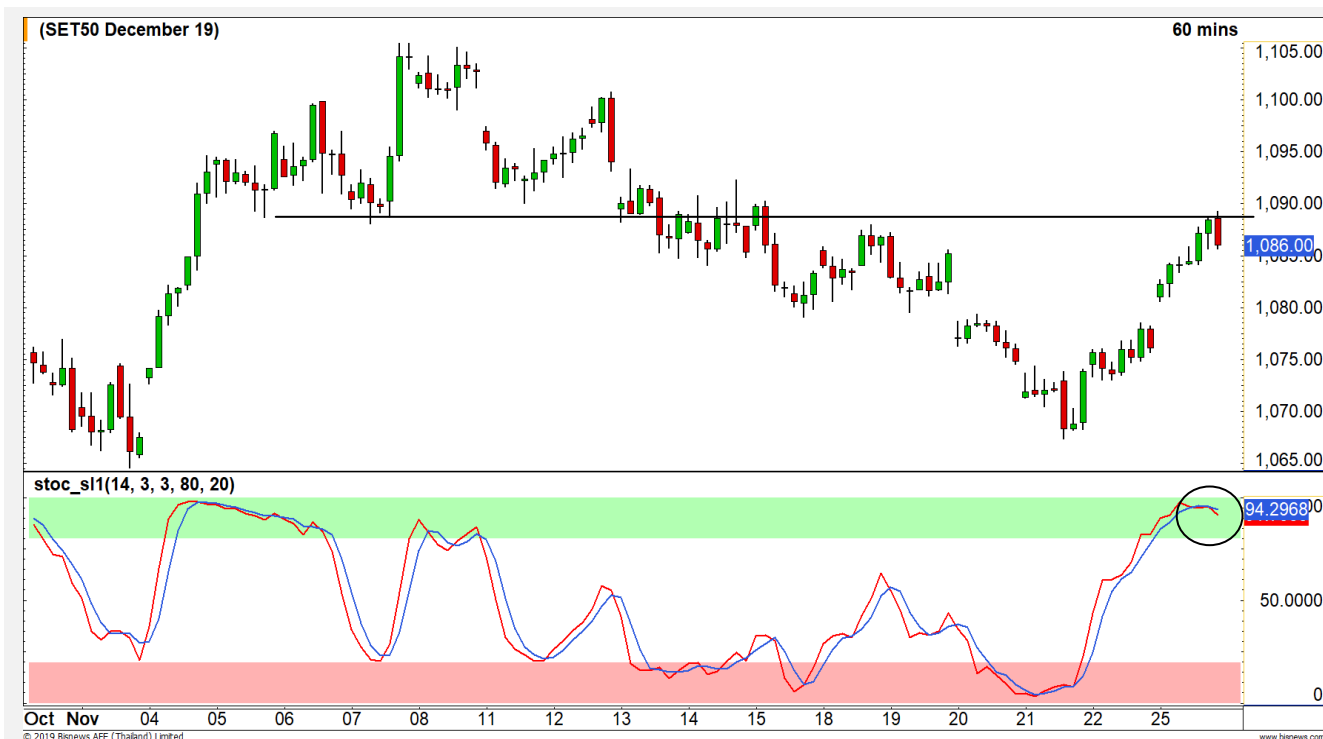 (SET50 December 19)
60 mins
1,105.00
1,100.00
1,095.00
1,090.00
1,086.00
1,080.00
1,075.00
1,070.00
1,065.00
stoc_sl1(14, 3, 3, 80, 20)
94.2968
50.0000
Oct Nov 04 05 06 07 08 11 12 13 14 15 18 19 20 21 22 25
© 2019 Bisnews AFE (Thailand) Limited
www.bisnews.com